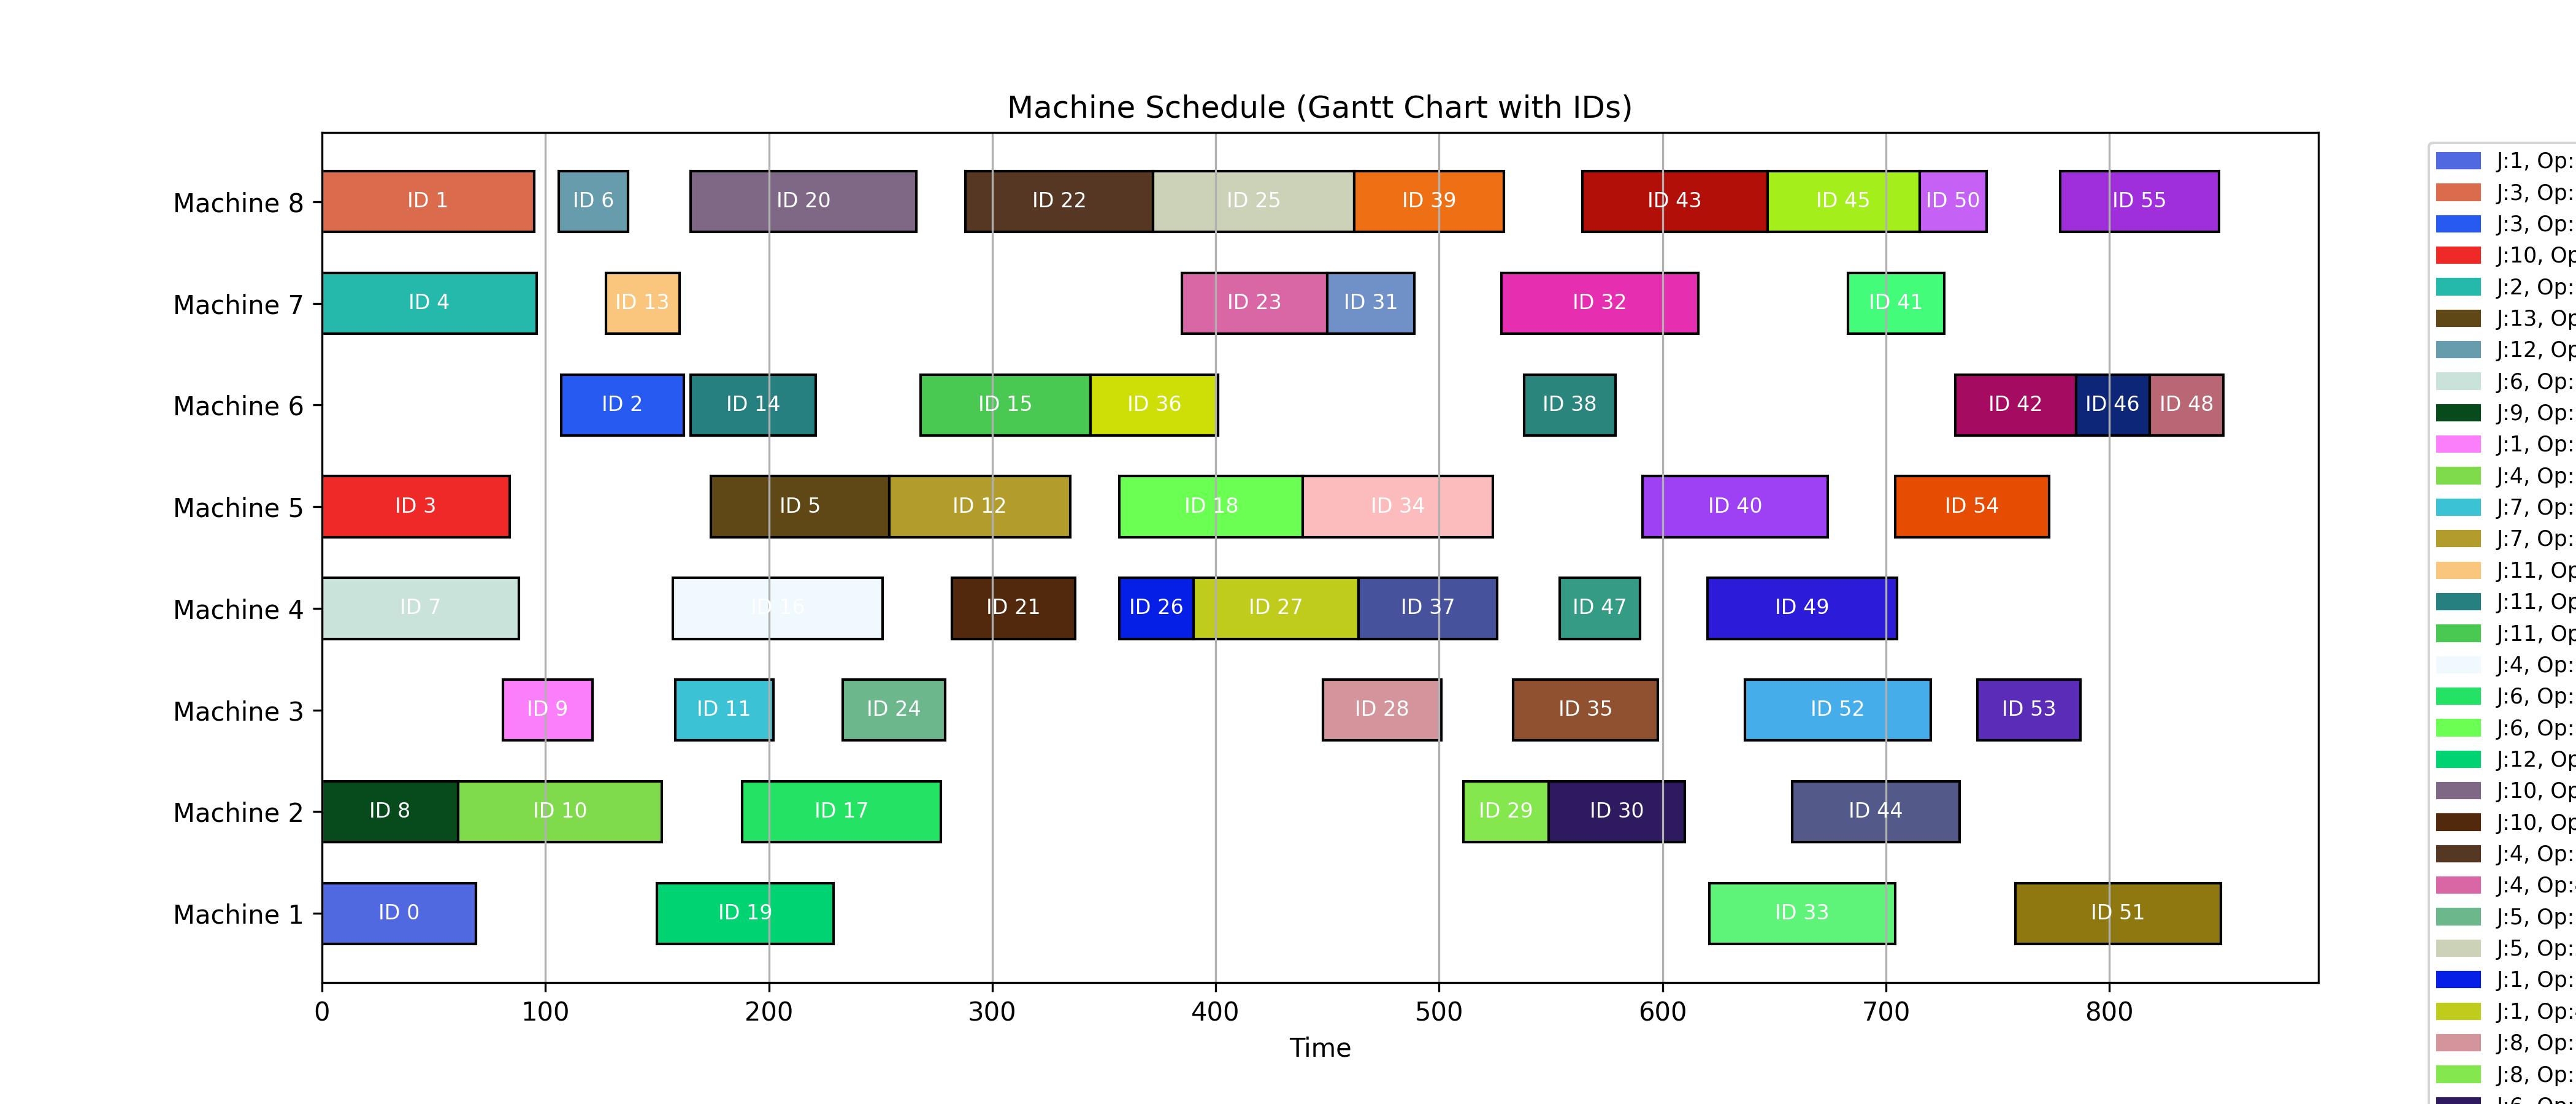 Machine Schedule (Gantt Chart with IDs)
Machine 8
ID 1
ID 6
ID 20
ID 22
ID 25
ID 39
ID 43
ID 45
ID 50
ID 55
Machine 7
ID 4
ID 13
ID 23
ID 31
ID 32
ID 41
Machine 6
ID 2
ID 14
ID 15
ID 36
ID 38
ID 42
ID 46
ID 48
Machine 5
ID 3
ID 5
ID 12
ID 18
ID 34
ID 40
ID 54
Machine 4
ID 7
ID 16
ID 21
ID 26
ID 27
ID 37
ID 47
ID 49
Machine 3
ID 9
ID 11
ID 24
ID 28
ID 35
ID 52
ID 53
Machine 2
ID 8
ID 10
ID 17
ID 29
ID 30
ID 44
Machine 1
ID 0
ID 19
ID 33
ID 51
0 100 200 300 400 500 600 700 800
Time
J:1, Op:
J:3, Op:
J:3, Op:
J:10, Op
J:2, Op:
J:13, Op
J:12, Op
J:6, Op:
J:9, Op:
J:1, Op:
J:4, Op:
J:7, Op:
J:7, Op:
J:11, Op
J:11, Op
J:11, Op
J:4, Op:
J:6, Op:
J:6, Op:
J:12, Op
J:10, Op
J:10, Op
J:4, Op:
J:4, Op:
J:5, Op:
J:5, Op:
J:1, Op:
J:1, Op:
J:8, Op:
J:8, Op: